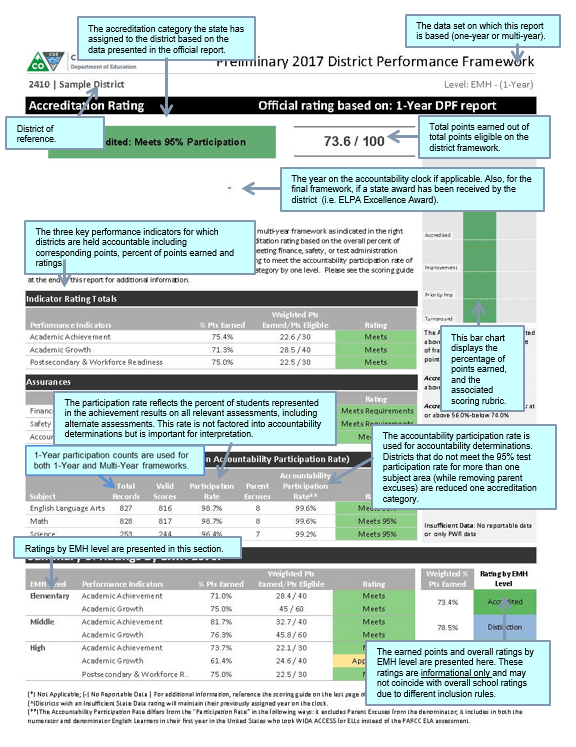 The accreditation category the state has
assigned to the district based on the
data presented in the official report.
The data set on which this report
is based (one-year or multi-year).
CO
CDE
C
Department of Education
Preliminary 2017 District Performance Framework
2410 | Sample District
Level: EMH - (1-Year)
Accreditation Rating
Official rating based on: 1-Year DPF report
District of
reference.
dited: Meets 95% Participation
73.6 / 100
Total points earned out of
total points eligible on the
district framework.
-
The year on the accountability clock if applicable. Also, for the
final framework, if a state award has been received by the
district (i.e. ELPA Excellence Award).
The three key performance indicators for which
districts are held accountable including
corresponding points, percent of points earned and
ratings
multi-year framework as indicated in the right
ditation rating based on the overall percent of
eeting finance, safety, or test administration
ng to meet the accountability participation rate of
ategory by one level. Please see the scoring guide
at the end of this report for additional information.
Accredited
Improvement
Priority Imp
Turnaround
Indicator Rating Totals
Performance Indicators % Pts Earned Weighted Pts Earned/Pts Eligible Rating
Academic Achievement 75.4% 22.6 / 30 Meets
Academic Growth 71.3% 28.5 / 40 Meets
Postsecondary & Workforce Readiness 75.0% 22.5 / 30 Meets
This bar chart
displays the
percentage of
points earned,
and the
associated
scoring rubric.
Assurances
Rating
Financ Meets Requirements
Safety Meets Requirements
Accou Me
or above 56.0%-below 74.0%
The participation rate reflects the percent of students represented
in the achievement results on all relevant assessments, including
alternate assessments. This rate is not factored into accountability
determinations but is important for interpretation.
The accountability participation rate is
used for accountability determinations.
Districts that do not meet the 95% test
participation rate for more than one
subject area (while removing parent
excuses) are reduced one accreditation
category.
1-Year participation counts are used for
both 1-Year and Multi-Year frameworks.
n Accountability Participation Rate)
Subject Total Records Valid Scores Participation Rate Parent Excuses Accountability Participation Rate** R
English Language Arts 827 816 98.7% 8 99.6% Meets 95%
Math 828 817 98.7% 8 99.6% Meets 95%
Science 253 244 96.4% 7 99.2% Meets 95%
Insufficient Data: No reportable data
or only PWR data
Ratings by EMH level are presented in this section.
Summary of Ratings by EMH Level
EMH Level Performance Indicators % Pts Earned Weighted Pts Earned/Pts Eligible Rating Weighted % Pts Earned Rating by EMH Level
Elementary Academic Achievement 71.0% 28.4 / 40 Meets 73.4% Accredited
Academic Growth 75.0% 45 / 60 Meets
Middle Academic Achievement 81.7% 32.7 / 40 Meets 78.5% Distinction
Academic Growth 76.3% 45.8 / 60 Meets
High Academic Achievement 73.7% 22.1 / 30 M
Academic Growth 61.4% 24.6 / 40 App
Postsecondary & Workforce R.. 75.0% 22.5 / 30
The earned points and overall ratings by
EMH level are presented here. These
ratings are informational only and may
not coincide with overall school ratings
due to different inclusion rules.
(*) Not Applicable; (-) No Reportable Data | For additional information, reference the scoring guide on the last page of
(^)Districts with an Insufficient State Data rating will maintain their previously assigned year on the clock.
(**)The Accountability Participation Rate differs from the "Participation Rate" in the following ways: it excludes Parent Excuses from the denominator; it includes in both the
numerator and denominator English Learners in their first year in the United States who took WIDA ACCESS for ELLs instead of the PARCC ELA assessment.